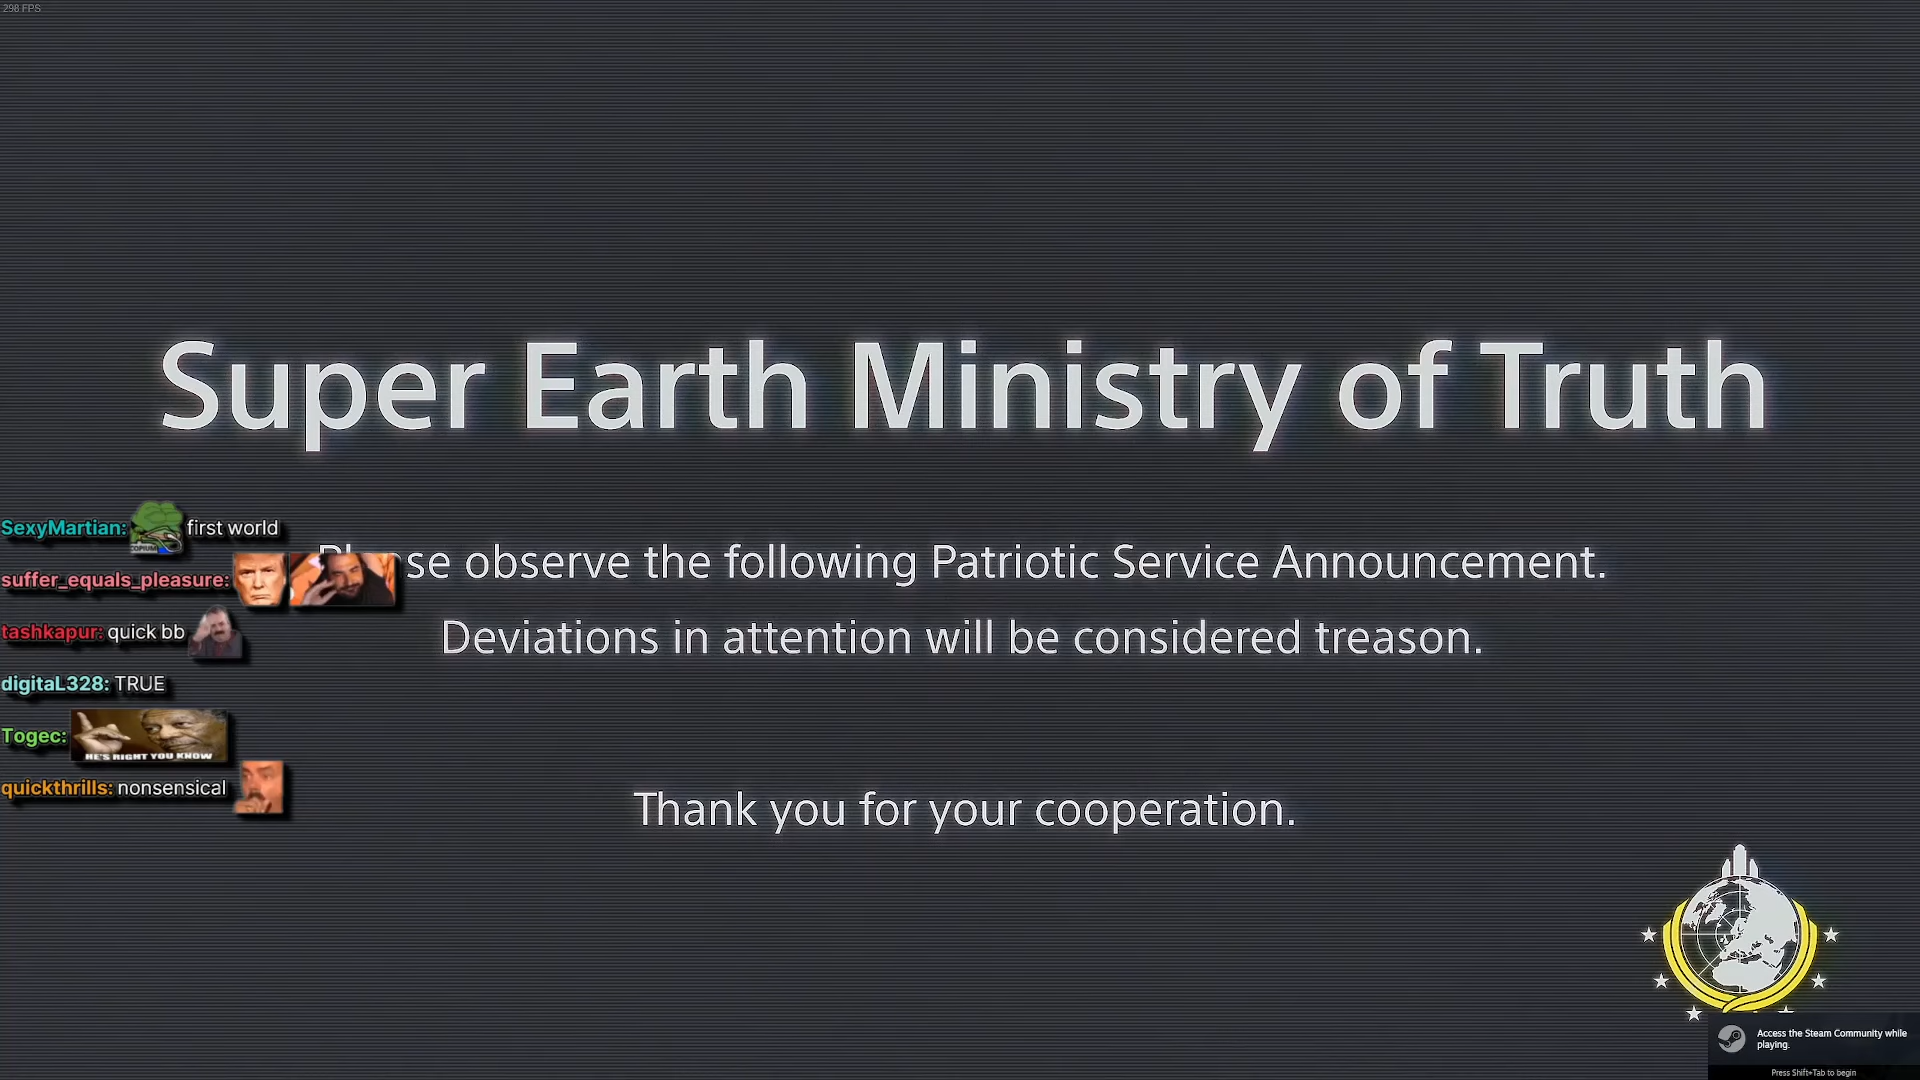 298 FPS
Super Earth Ministry of Truth
SexyMartian: first world
COPIUM
se observe the following Patriotic Service Announcement.
suffer_equals_pleasure:
tashkapur: quick bb
Deviations in attention will be considered treason.
digitaL328: TRUE
Togec:
HE'S RIGHT YOU KNOW
quickthrills: nonsensical
Thank you for your cooperation.
Access the Steam Community while
playing.
Press Shift+Tab to begin